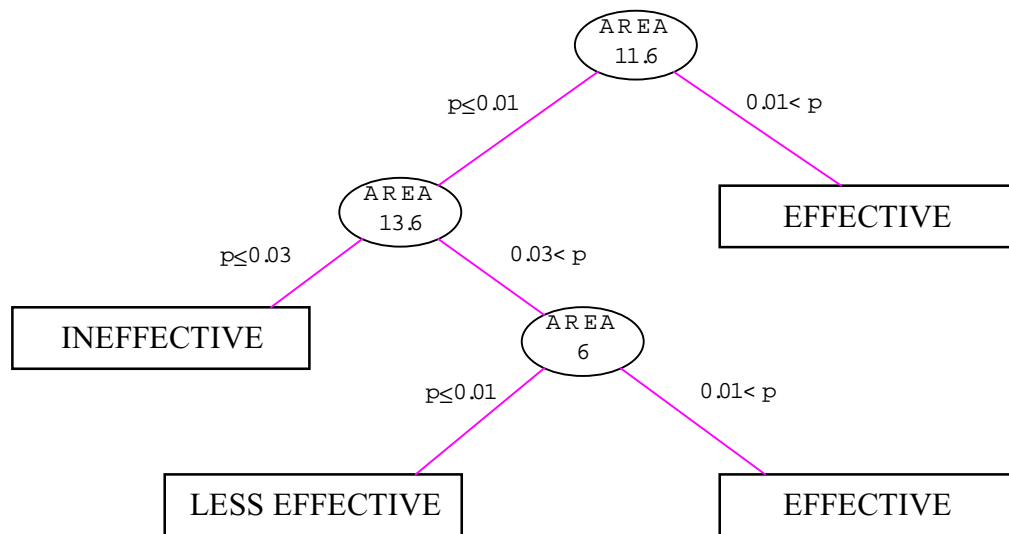 AREA
11.6
p≤0.01
0.01< p
AREA
13.6
EFFECTIVE
p≤0.03
0.03< p
INEFFECTIVE
AREA
6
p≤0.01
0.01< p
LESS EFFECTIVE
EFFECTIVE